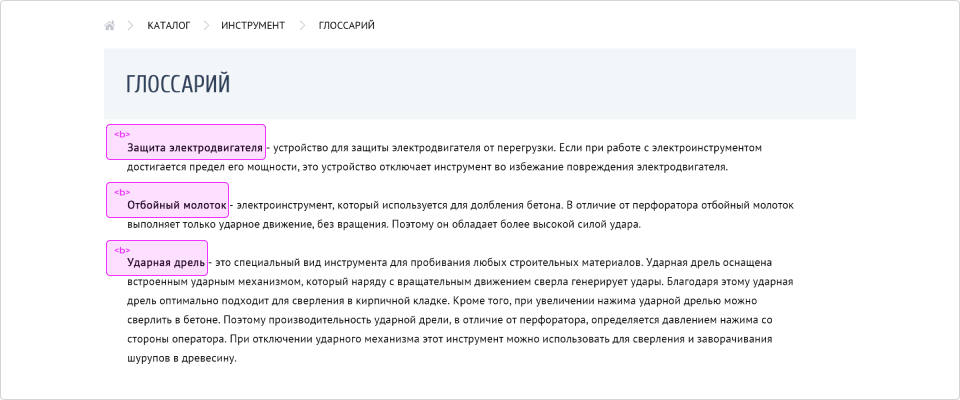 КАТАЛОГ ИНСТРУМЕНТ ГЛОССАРИЙ
ГЛОССАРИЙ
<b>
Защита электродвигателя - устройство для защиты электродвигателя от перегрузки. Если при работе с электроинструментом
достигается предел его мощности, это устройство отключает инструмент во избежание повреждения электродвигателя.
<b>
Отбойный молоток - электроинструмент, который используется для долбления бетона. В отличие от перфоратора отбойный молоток
выполняет только ударное движение, без вращения. Поэтому он обладает более высокой силой удара.
<b>
Ударная дрель - это специальный вид инструмента для пробивания любых строительных материалов. Ударная дрель оснащена
встроенным ударным механизмом, который наряду с вращательным движением сверла генерирует удары. Благодаря этому ударная
дрель оптимально подходит для сверления в кирпичной кладке. Кроме того, при увеличении нажима ударной дрелью можно
сверлить в бетоне. Поэтому производительность ударной дрели, в отличие от перфоратора, определяется давлением нажима со
стороны оператора. При отключении ударного механизма этот инструмент можно использовать для сверления и заворачивания
шурупов в древесину.